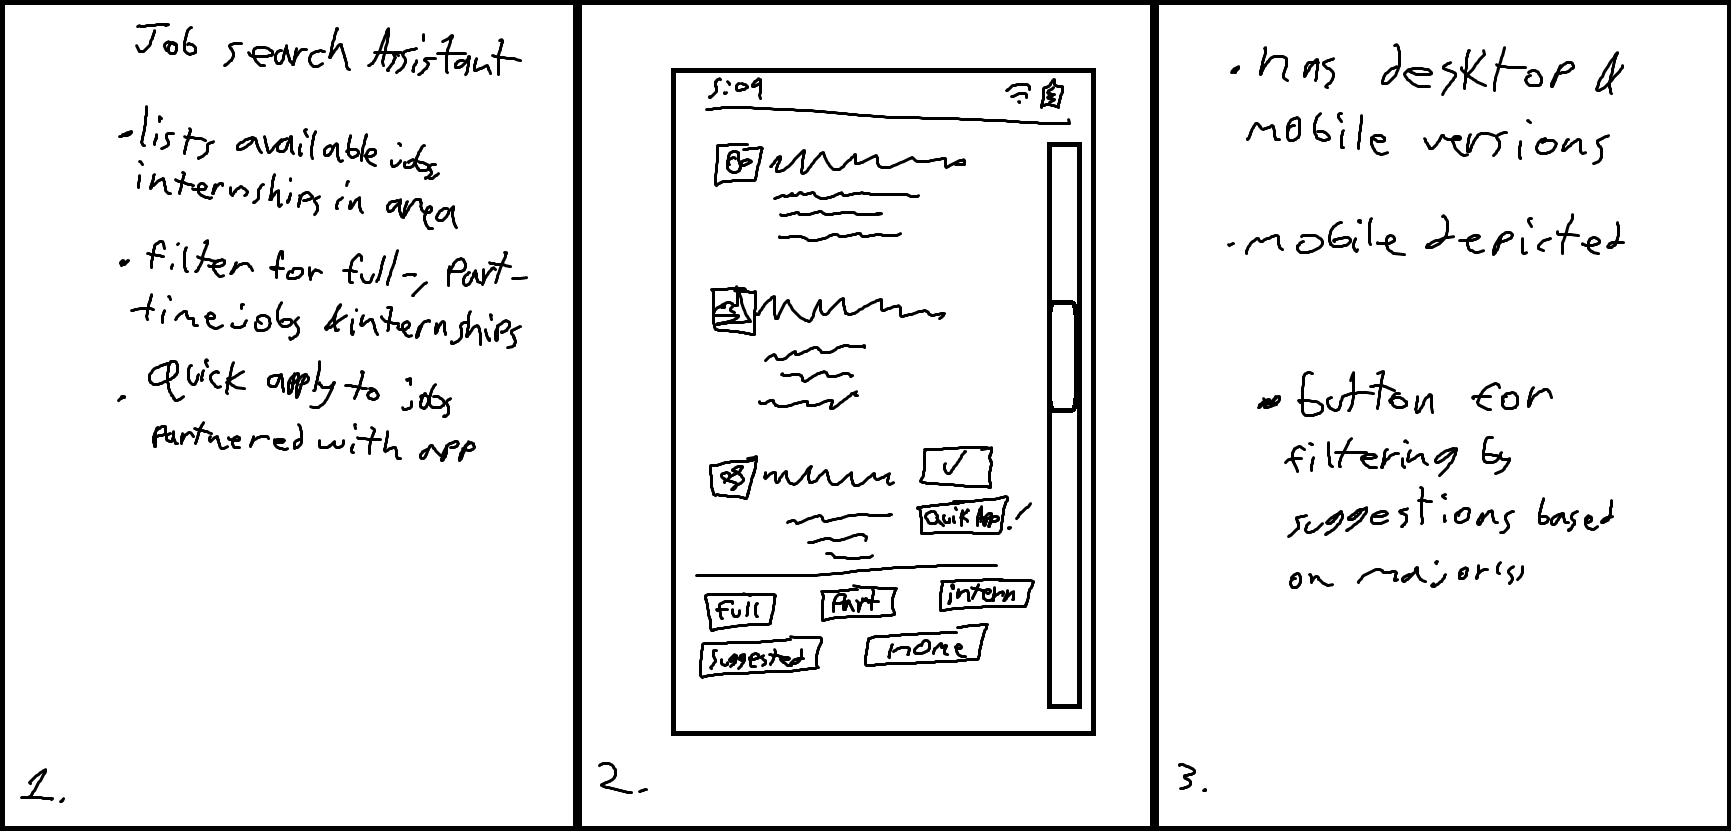 Job search Assistant
• lists available jobs,
internships in area
• filter for full-, Part-
time jobs & internships
• Quick apply to jobs
Partnered with app
1.
5:09
✓
Quik App!
Full
Part
intern
Suggested
home
2.
• has desktop &
mobile versions
• mobile depicted
• button for
filtering by
suggestions based
on major(s)
3.